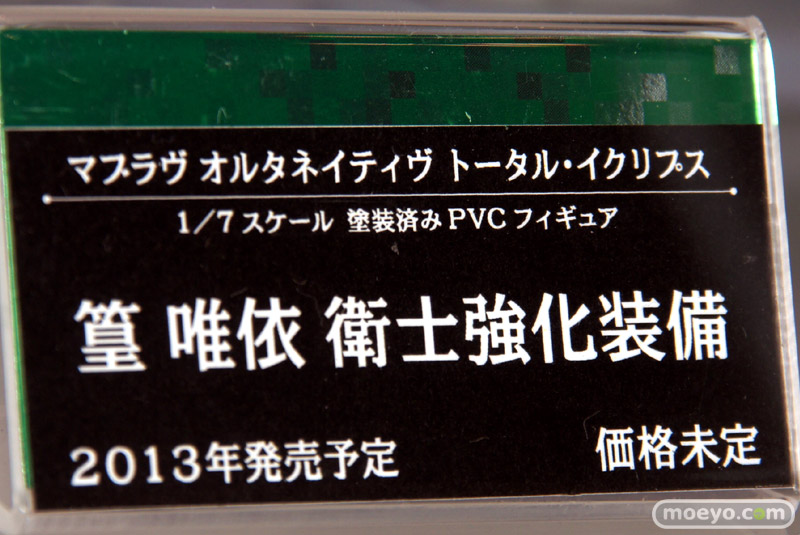 マブラヴ オルタネイティヴ トータル・イクリプス
1/7スケール 塗装済みPVCフィギュア
篁 唯依 衛士強化装備
2013年発売予定
価格未定
moeyo.com